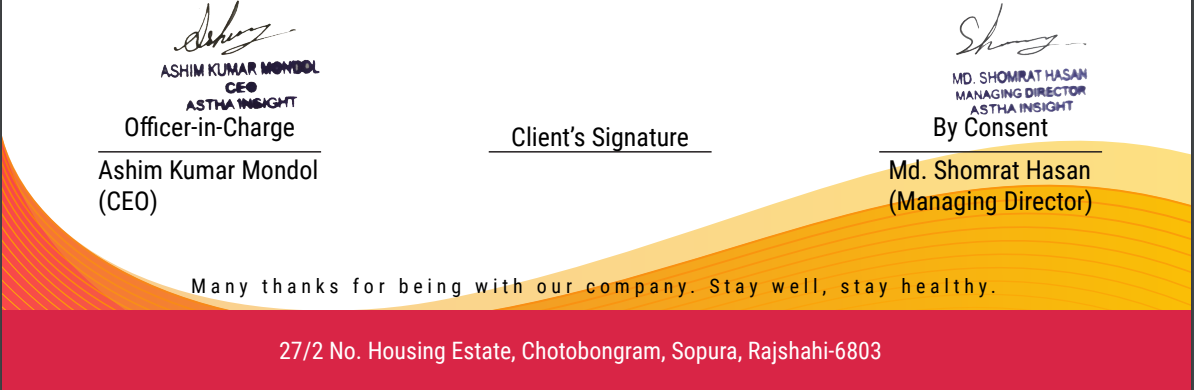 ASHIM KUMAR MONDOL
CEO
ASTHA INSIGHT
Officer-in-Charge
Ashim Kumar Mondol
(CEO)
Client's Signature
MD. SHOMRAT HASAN
MANAGING DIRECTOR
ASTHA INSIGHT
By Consent
Md. Shomrat Hasan
(Managing Director)
Many thanks for being with our company. Stay well, stay healthy.
27/2 No. Housing Estate, Chotobongram, Sopura, Rajshahi-6803